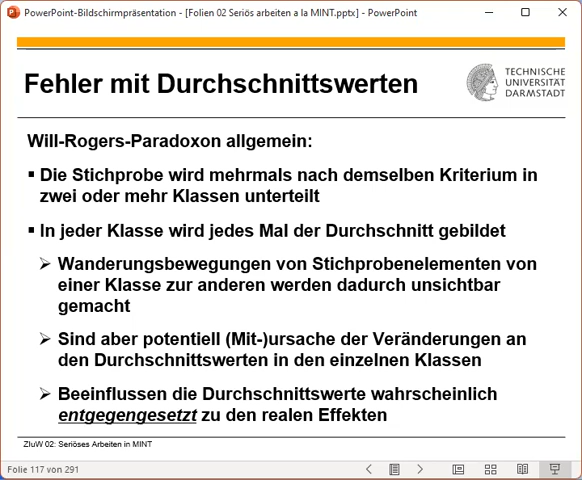 PowerPoint-Bildschirmpräsentation - [Folien 02 Seriös arbeiten a la MINT.pptx] - PowerPoint
Fehler mit Durchschnittswerten
TECHNISCHE
UNIVERSITÄT
DARMSTADT
Will-Rogers-Paradoxon allgemein:
▪ Die Stichprobe wird mehrmals nach demselben Kriterium in
zwei oder mehr Klassen unterteilt
▪ In jeder Klasse wird jedes Mal der Durchschnitt gebildet
➢ Wanderungsbewegungen von Stichprobenelementen von
einer Klasse zur anderen werden dadurch unsichtbar
gemacht
➢ Sind aber potentiell (Mit-)ursache der Veränderungen an
den Durchschnittswerten in den einzelnen Klassen
➢ Beeinflussen die Durchschnittswerte wahrscheinlich
entgegengesetzt zu den realen Effekten
ZIuW 02: Seriöses Arbeiten in MINT
Folie 117 von 291